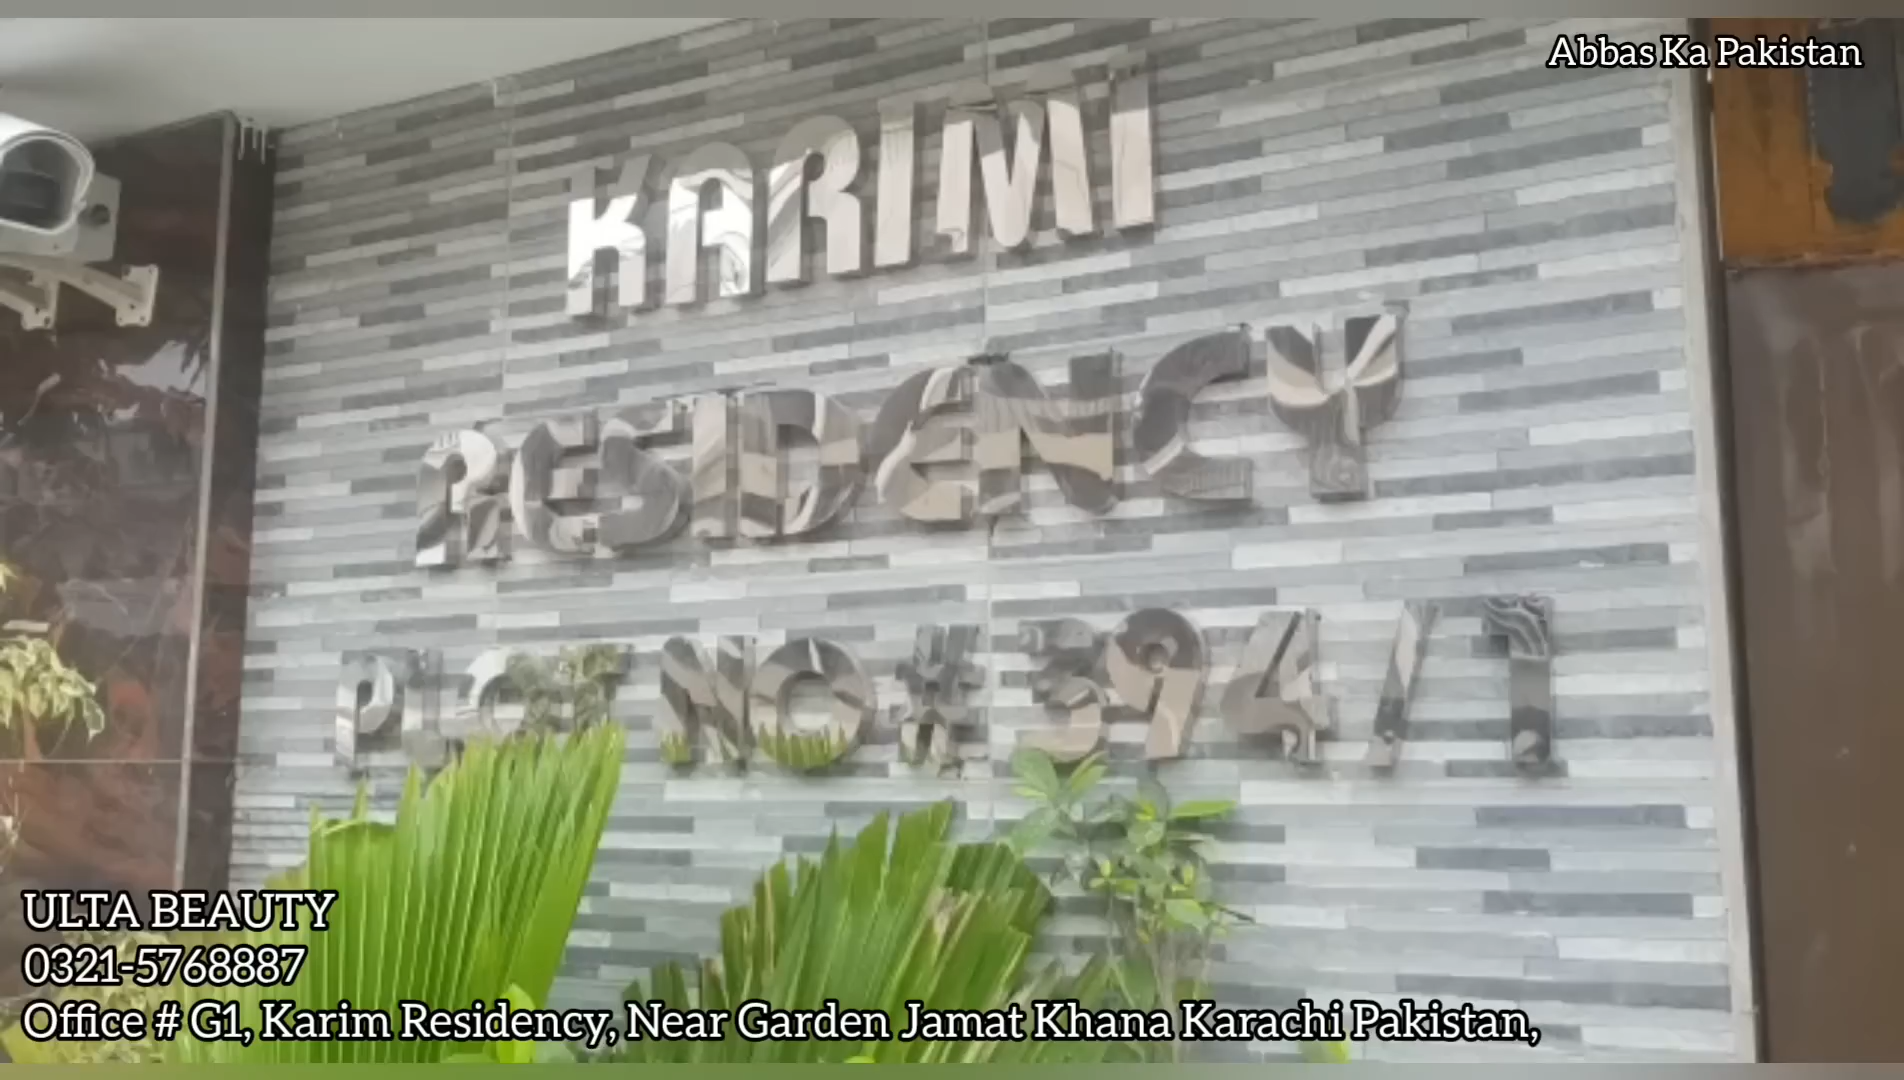 Abbas Ka Pakistan
KARIMI
RESIDENCY
PLOT NO # 394/1
ULTA BEAUTY
0321-5768887
Office # G1, Karim Residency, Near Garden Jamat Khana Karachi Pakistan,